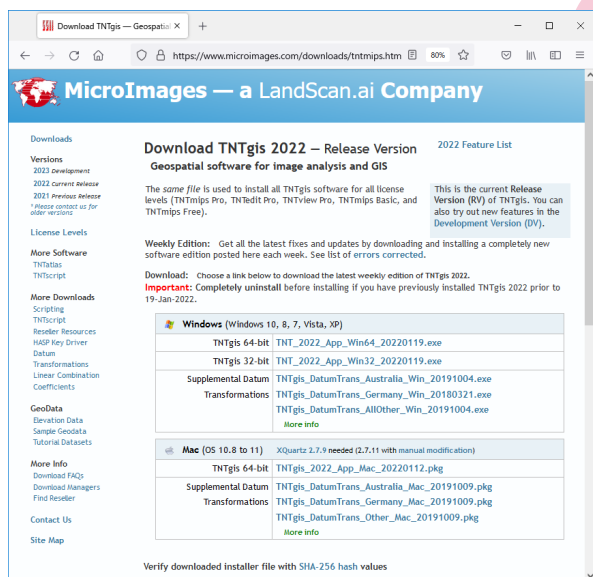 Download TNTgis — Geospatial
https://www.microimages.com/downloads/tntmips.htm
80%
MicroImages — a LandScan.ai Company
Downloads
Versions
2023 Development
2022 Current Release
2021 Previous Release
* Please contact us for
older versions
License Levels
More Software
TNTatlas
TNTscript
More Downloads
Scripting
TNTscript
Reseller Resources
HASP Key Driver
Datum
Transformations
Linear Combination
Coefficients
GeoData
Elevation Data
Sample Geodata
Tutorial Datasets
More Info
Download FAQs
Download Managers
Find Reseller
Contact Us
Site Map
Download TNTgis 2022 — Release Version
2022 Feature List
Geospatial software for image analysis and GIS
The same file is used to install all TNTgis software for all license
levels (TNTmips Pro, TNTedit Pro, TNTview Pro, TNTmips Basic, and
TNTmips Free).
This is the current Release
Version (RV) of TNTgis. You can
also try out new features in the
Development Version (DV).
Weekly Edition: Get all the latest fixes and updates by downloading and installing a completely new
software edition posted here each week. See list of errors corrected.
Download: Choose a link below to download the latest weekly edition of TNTgis 2022.
Important: Completely uninstall before installing if you have previously installed TNTgis 2022 prior to
19-Jan-2022.
Windows (Windows 10, 8, 7, Vista, XP)
TNTgis 64-bit TNT_2022_App_Win64_20220119.exe
TNTgis 32-bit TNT_2022_App_Win32_20220119.exe
Supplemental Datum TNTgis_DatumTrans_Australia_Win_20191004.exe
Transformations TNTgis_DatumTrans_Germany_Win_20180321.exe
TNTgis_DatumTrans_AllOther_Win_20191004.exe
More info
Mac (OS 10.8 to 11) XQuartz 2.7.9 needed (2.7.11 with manual modification)
TNTgis 64-bit TNTgis_2022_App_Mac_20220112.pkg
Supplemental Datum TNTgis_DatumTrans_Australia_Mac_20191009.pkg
Transformations TNTgis_DatumTrans_Germany_Mac_20191009.pkg
TNTgis_DatumTrans_Other_Mac_20191009.pkg
More info
Verify downloaded installer file with SHA-256 hash values